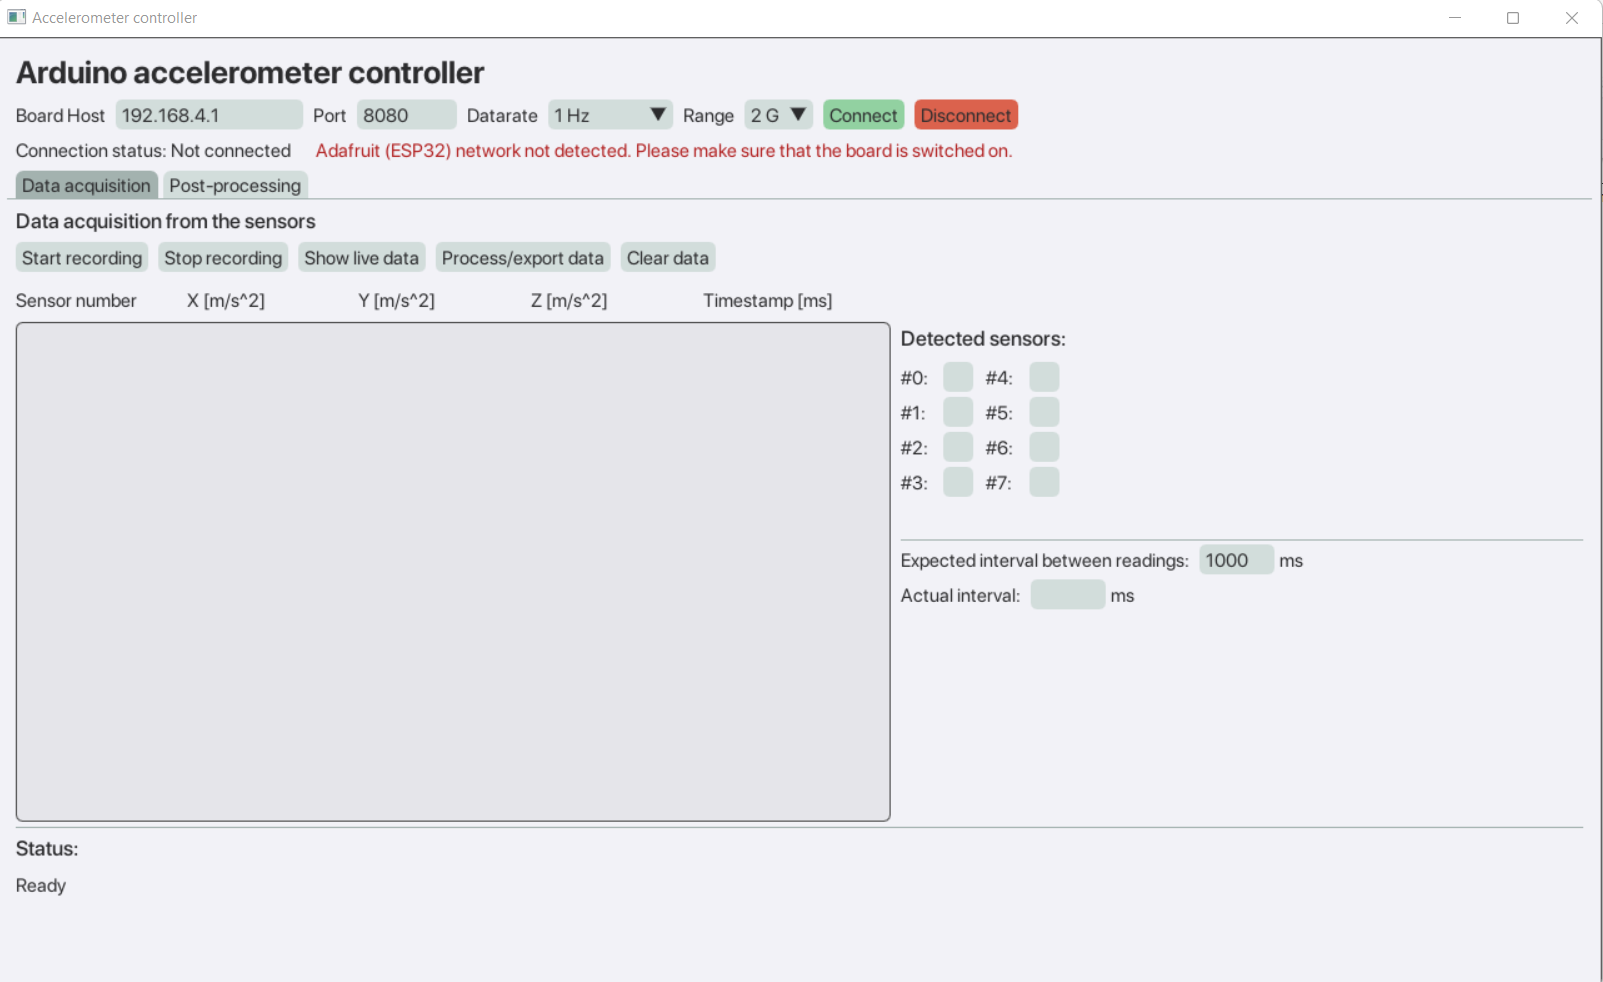 Accelerometer controller
Arduino accelerometer controller
Board Host 192.168.4.1 Port 8080 Datarate 1 Hz Range 2 G Connect Disconnect
Connection status: Not connected Adafruit (ESP32) network not detected. Please make sure that the board is switched on.
Data acquisition Post-processing
Data acquisition from the sensors
Start recording Stop recording Show live data Process/export data Clear data
Sensor number X [m/s^2] Y [m/s^2] Z [m/s^2] Timestamp [ms]
Detected sensors:
#0: #4:
#1: #5:
#2: #6:
#3: #7:
Expected interval between readings: 1000 ms
Actual interval: ms
Status:
Ready